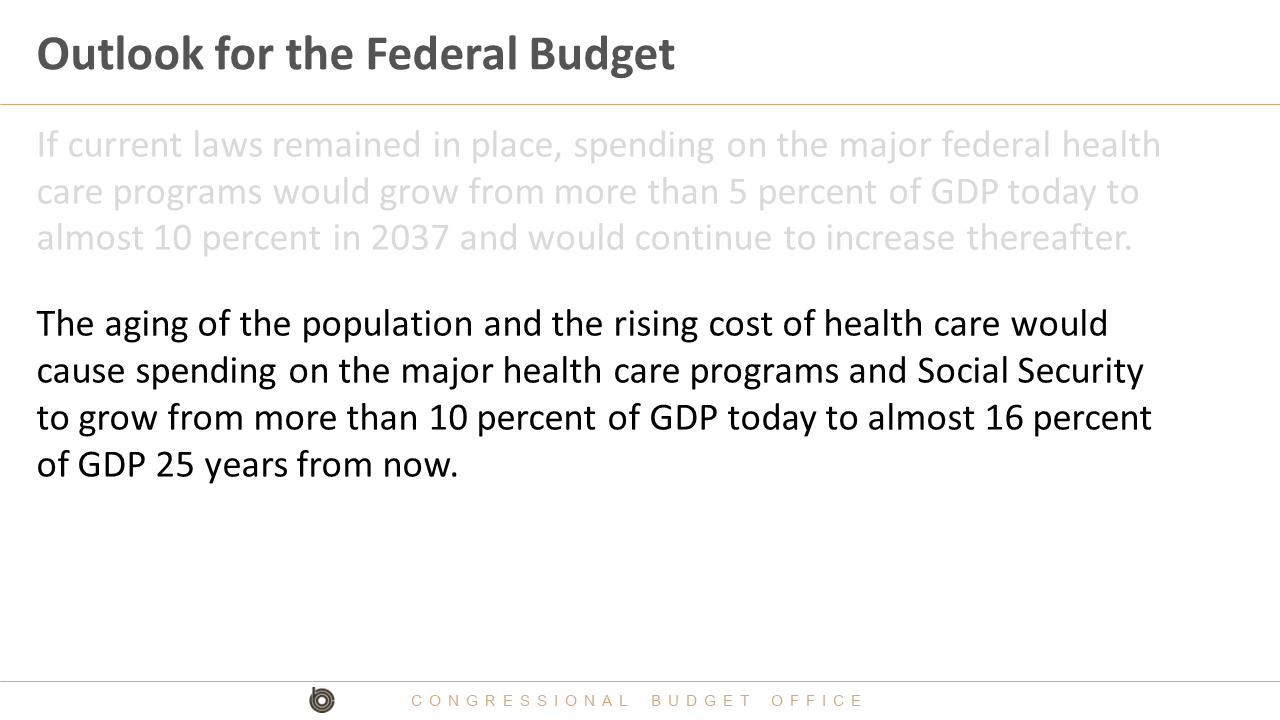 Outlook for the Federal Budget
If current laws remained in place, spending on the major federal health
care programs would grow from more than 5 percent of GDP today to
almost 10 percent in 2037 and would continue to increase thereafter.
The aging of the population and the rising cost of health care would
cause spending on the major health care programs and Social Security
to grow from more than 10 percent of GDP today to almost 16 percent
of GDP 25 years from now.
CONGRESSIONAL BUDGET OFFICE